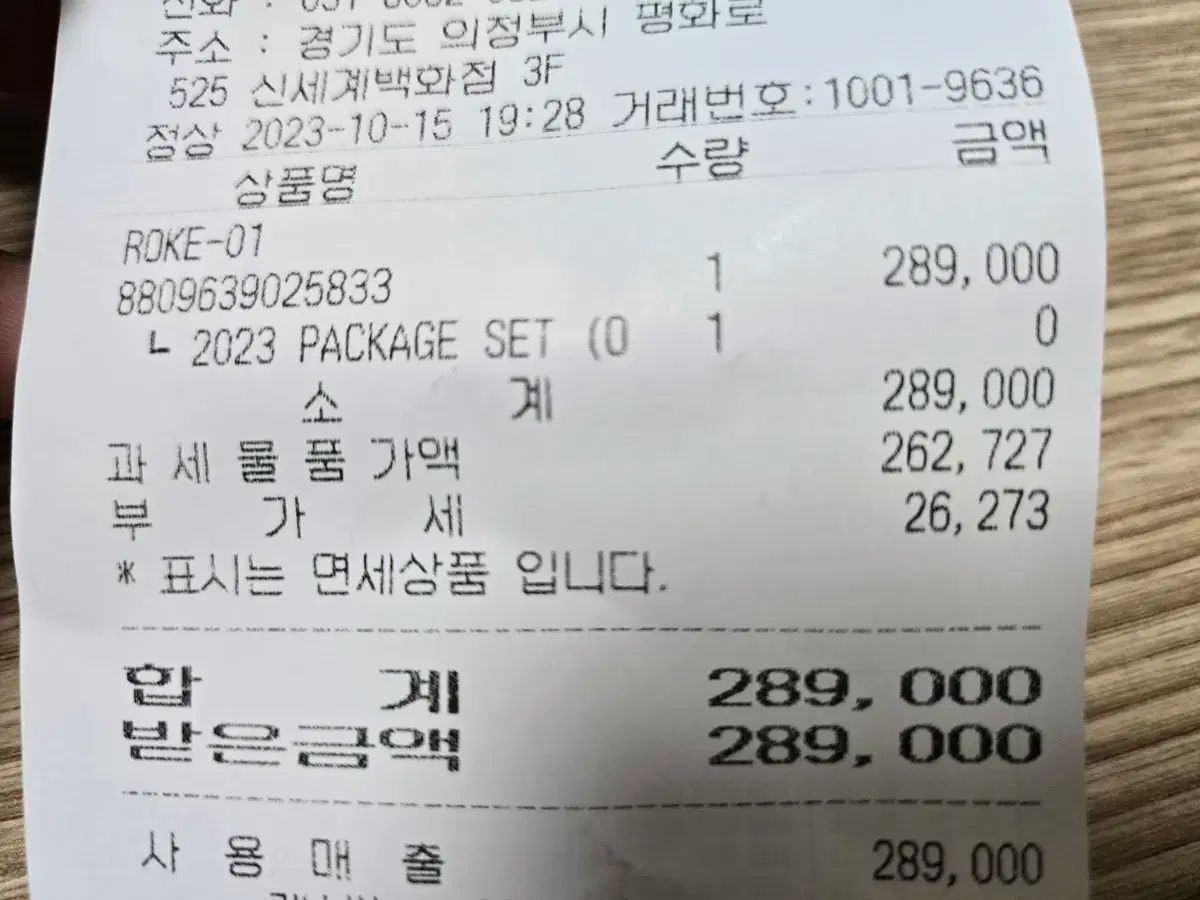 전화 : 031
주소 : 경기도 의정부시 평화로
525 신세계백화점 3F
정상 2023-10-15 19:28 거래번호:1001-9636
상품명 수량 금액
ROKE-01
8809639025833 1 289,000
┗ 2023 PACKAGE SET (0 1 0
소 계 289,000
과 세 물 품 가액 262,727
부 가 세 26,273
* 표시는 면세상품 입니다.
합 계 289,000
받은금액 289,000
사 용 매 출 289,000